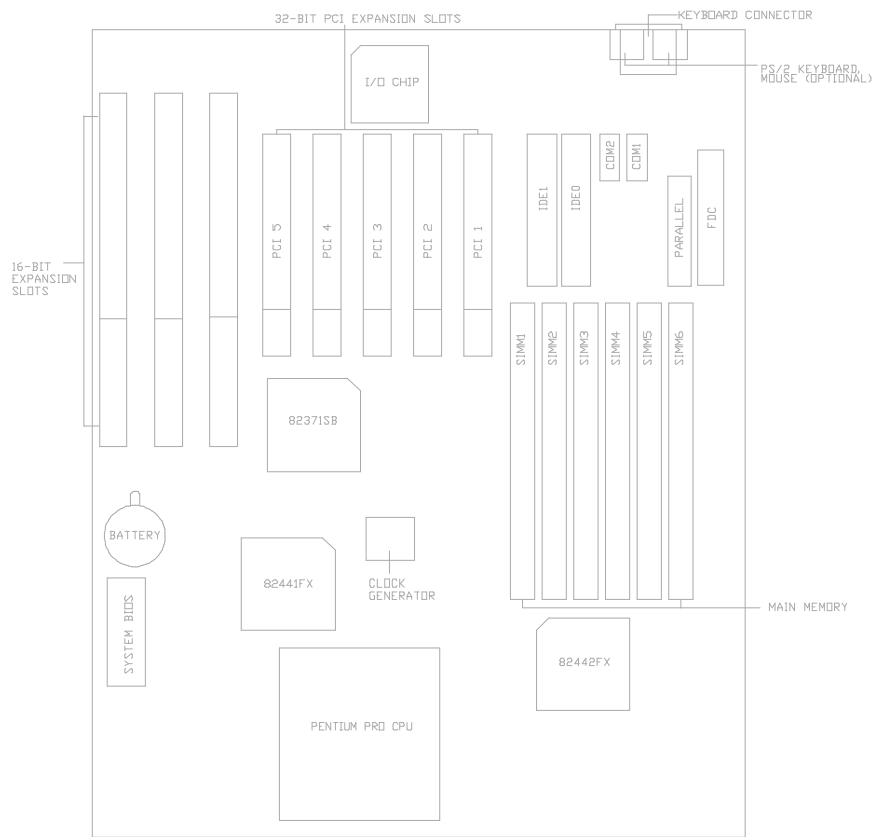 32-BIT PCI EXPANSION SLOTS
KEYBOARD CONNECTOR
I/O CHIP
PS/2 KEYBOARD,
MOUSE (OPTIONAL)
COM2
COM1
IDE1
IDE0
PARALLEL
FDC
PCI 5
PCI 4
PCI 3
PCI 2
PCI 1
16-BIT
EXPANSION
SLOTS
SIMM1
SIMM2
SIMM3
SIMM4
SIMM5
SIMM6
82371SB
BATTERY
82441FX
CLOCK
GENERATOR
SYSTEM BIOS
MAIN MEMORY
82442FX
PENTIUM PRO CPU